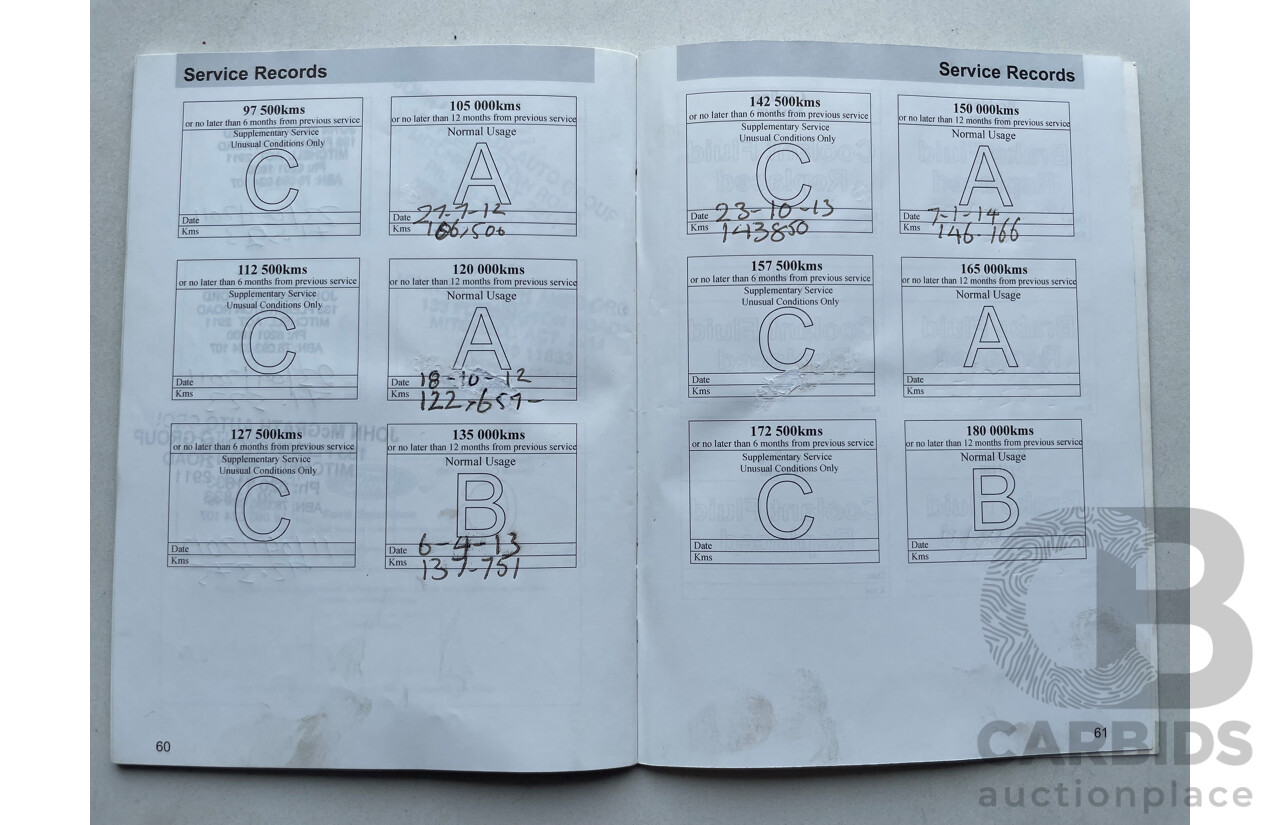 Service Records
97 500kms
or no later than 6 months from previous service
Supplementary Service
Unusual Conditions Only
C
Date
Kms
105 000kms
or no later than 12 months from previous service
Normal Usage
A
Date 27-7-12
Kms 106,506
112 500kms
or no later than 6 months from previous service
Supplementary Service
Unusual Conditions Only
C
Date
Kms
120 000kms
or no later than 12 months from previous service
Normal Usage
A
Date 18-10-12
Kms 122,657-
127 500kms
or no later than 6 months from previous service
Supplementary Service
Unusual Conditions Only
C
Date
Kms
135 000kms
or no later than 12 months from previous service
Normal Usage
B
Date 6-4-13
Kms 137-751
60
Service Records
142 500kms
or no later than 6 months from previous service
Supplementary Service
Unusual Conditions Only
C
Date 23-10-13
Kms 143850
150 000kms
or no later than 12 months from previous service
Normal Usage
A
Date 7-1-14
Kms 146-166
157 500kms
or no later than 6 months from previous service
Supplementary Service
Unusual Conditions Only
C
Date
Kms
165 000kms
or no later than 12 months from previous service
Normal Usage
A
Date
Kms
172 500kms
or no later than 6 months from previous service
Supplementary Service
Unusual Conditions Only
C
Date
Kms
180 000kms
or no later than 12 months from previous service
Normal Usage
B
Date
Kms
61
CB
CARBIDS
auctionplace